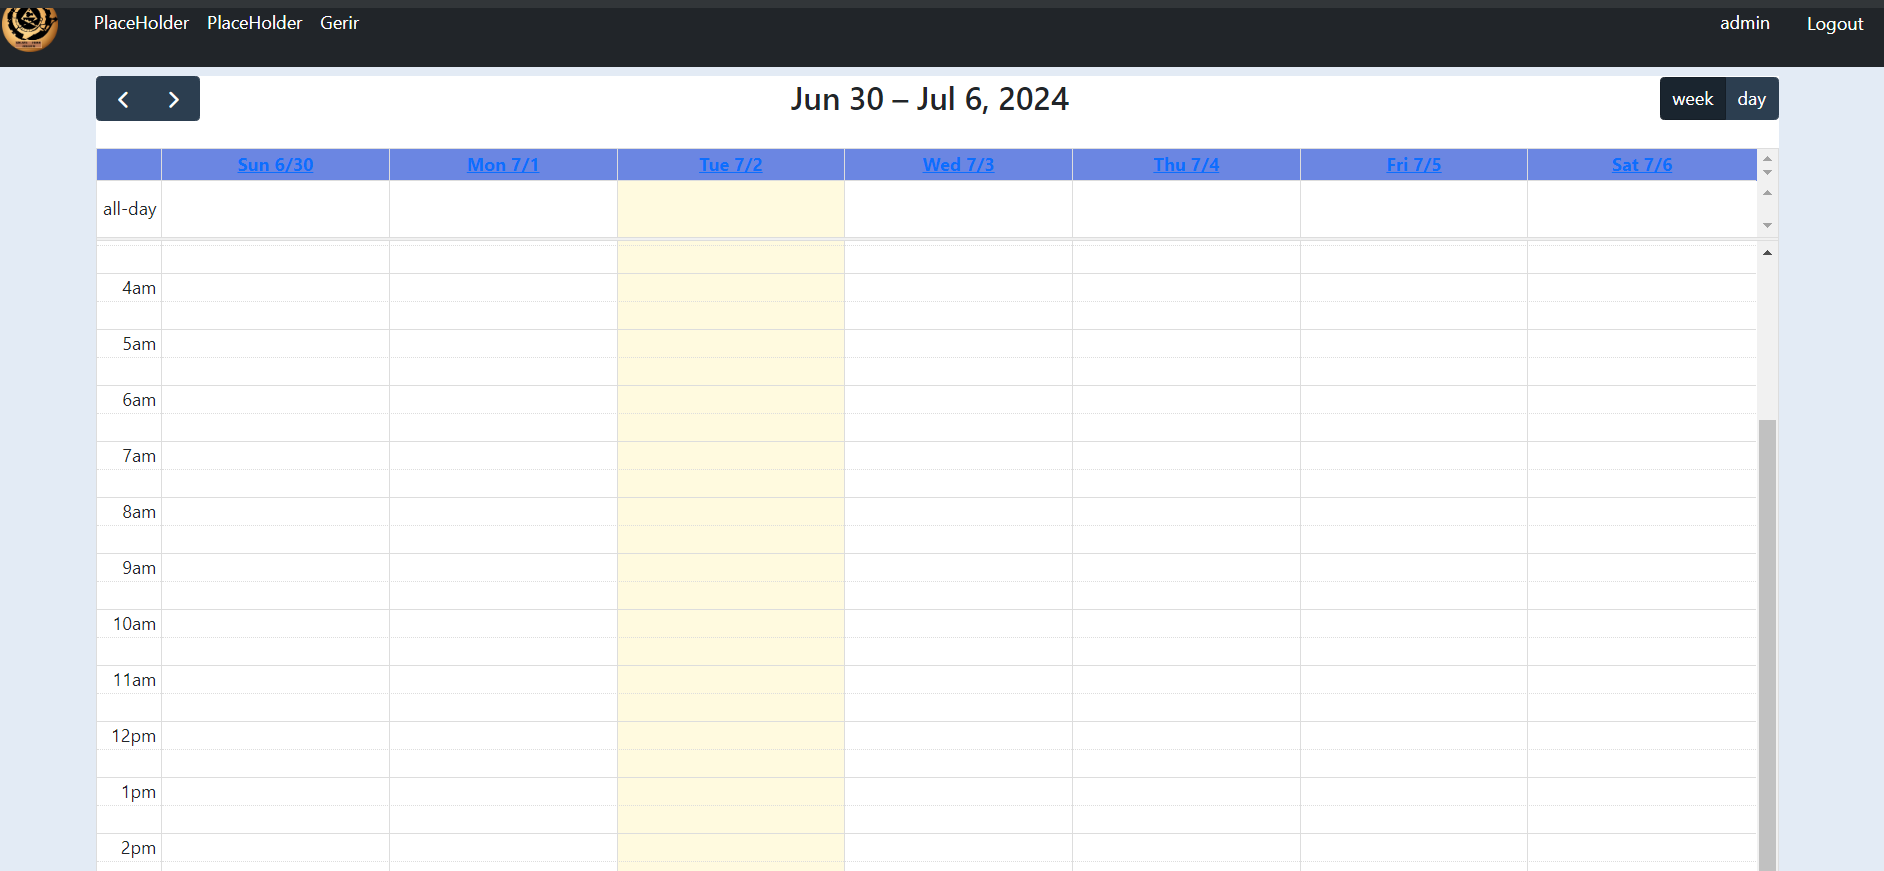 PlaceHolder PlaceHolder Gerir admin Logout
Jun 30 – Jul 6, 2024 week day
Sun 6/30 Mon 7/1 Tue 7/2 Wed 7/3 Thu 7/4 Fri 7/5 Sat 7/6
all-day
4am
5am
6am
7am
8am
9am
10am
11am
12pm
1pm
2pm